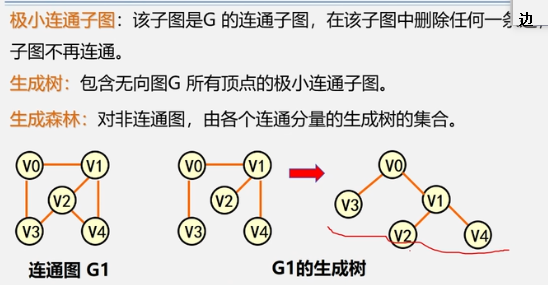 极小连通子图：该子图是G 的连通子图，在该子图中删除任何一条边，
子图不再连通。
生成树：包含无向图G 所有顶点的极小连通子图。
生成森林：对非连通图，由各个连通分量的生成树的集合。
V0 V1 V0 V1 V0
V2 V2 V3 V1
V3 V4 V3 V4 V2 V4
连通图 G1 G1的生成树